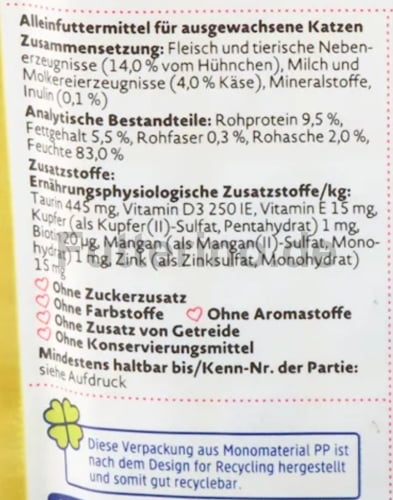 Alleinfuttermittel für ausgewachsene Katzen
Zusammensetzung: Fleisch und tierische Neben-
erzeugnisse (14,0 % vom Hühnchen), Milch und
Molkereierzeugnisse (4,0 % Käse), Mineralstoffe,
Inulin (0,1 %)
Analytische Bestandteile: Rohprotein 9,5 %,
Fettgehalt 5,5 %, Rohfaser 0,3 %, Rohasche 2,0 %,
Feuchte 83,0 %
Zusatzstoffe:
Ernährungsphysiologische Zusatzstoffe/kg:
Taurin 445 mg, Vitamin D3 250 IE, Vitamin E 15 mg,
Kupfer (als Kupfer(II)-Sulfat, Pentahydrat) 1 mg,
Biotin 20 µg, Mangan (als Mangan(II)-Sulfat, Mono-
hydrat) 1 mg, Zink (als Zinksulfat, Monohydrat)
15 mg
Ohne Zuckerzusatz
Ohne Farbstoffe Ohne Aromastoffe
Ohne Zusatz von Getreide
Ohne Konservierungsmittel
Mindestens haltbar bis/Kenn-Nr. der Partie:
siehe Aufdruck
Diese Verpackung aus Monomaterial PP ist
nach dem Design for Recycling hergestellt
und somit gut recyclebar.